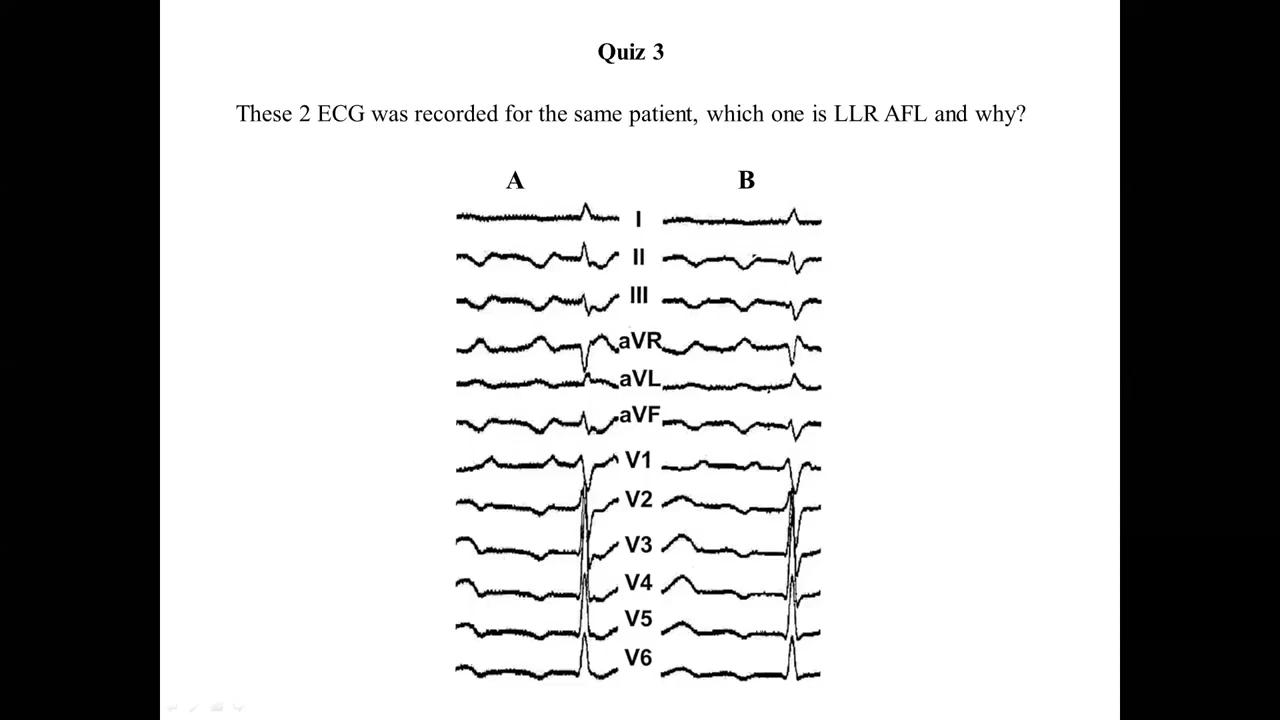 Quiz 3
These 2 ECG was recorded for the same patient, which one is LLR AFL and why?
A B
I
II
III
aVR
aVL
aVF
V1
V2
V3
V4
V5
V6